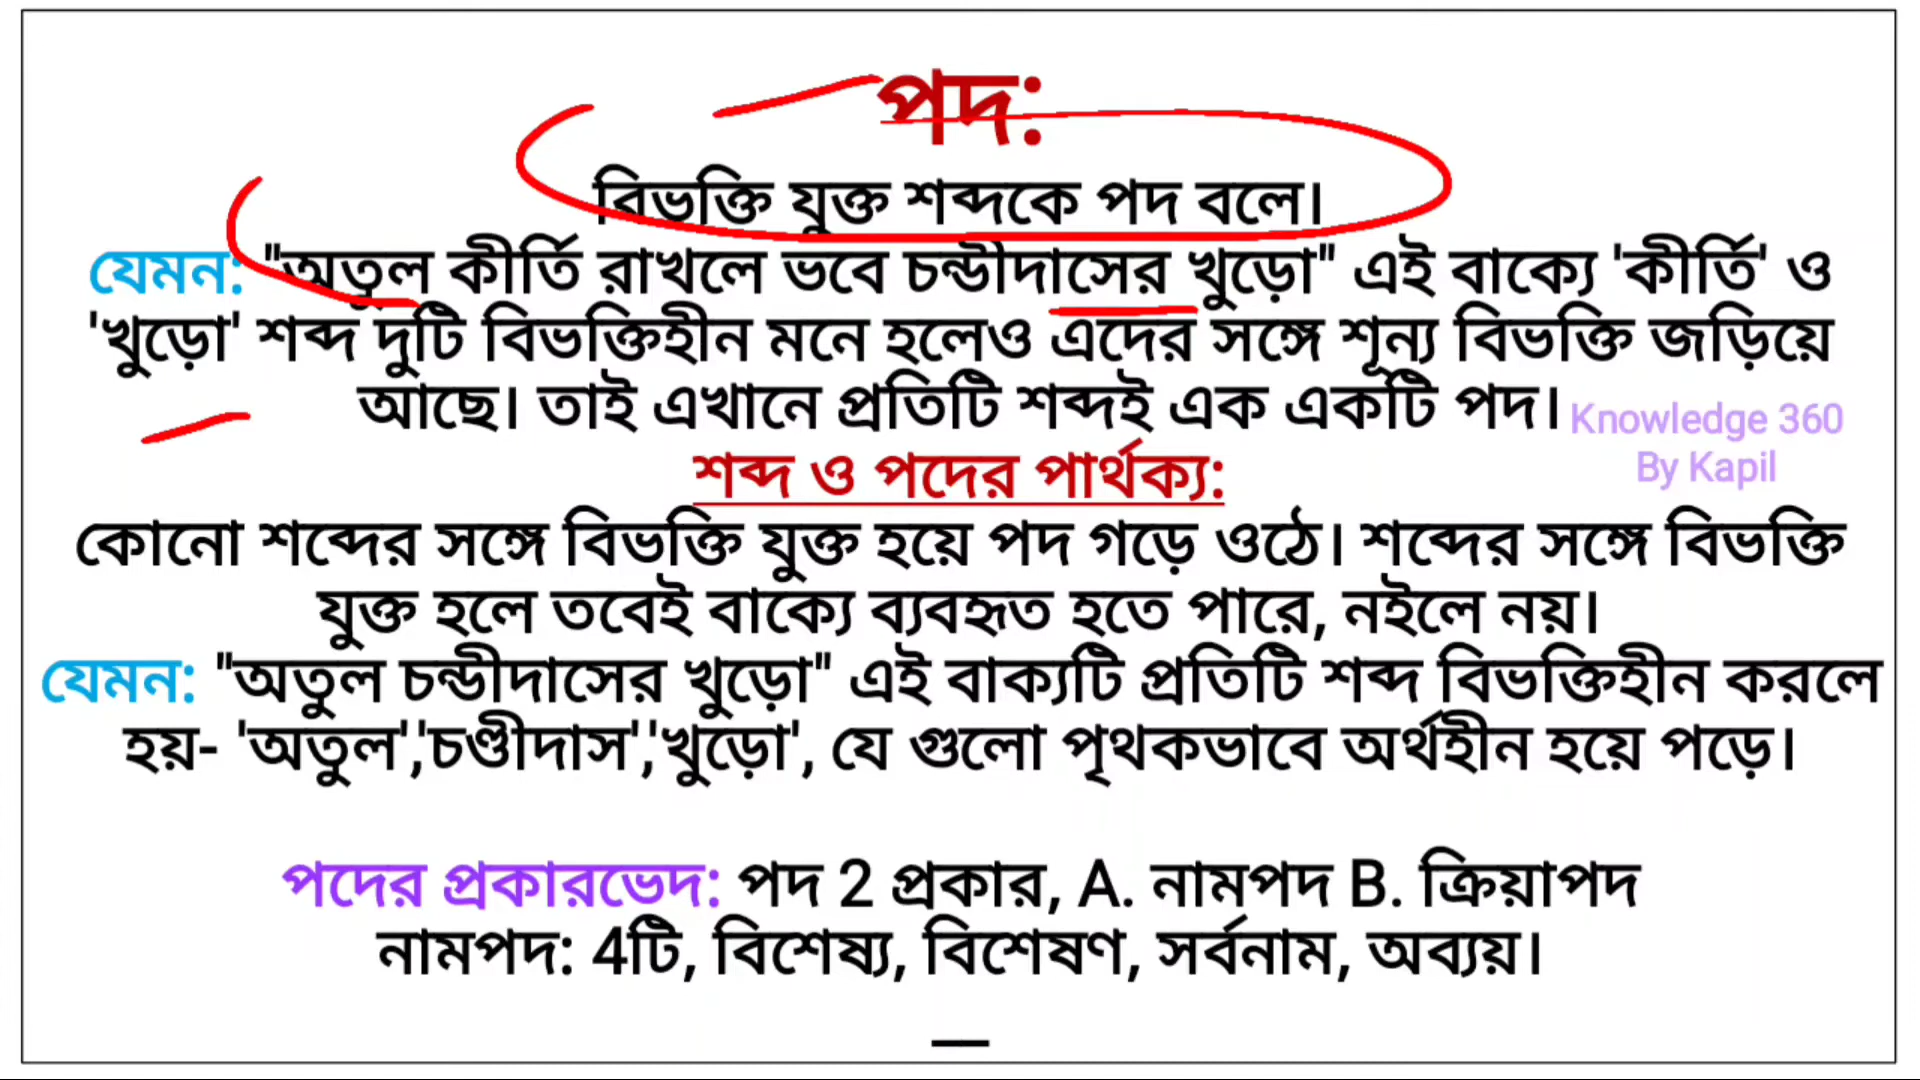 পদ:
বিভক্তি যুক্ত শব্দকে পদ বলে।
যেমন: "অতুল কীর্তি রাখলে ভবে চন্ডীদাসের খুড়ো" এই বাক্যে 'কীর্তি' ও
'খুড়ো' শব্দ দুটি বিভক্তিহীন মনে হলেও এদের সঙ্গে শূন্য বিভক্তি জড়িয়ে
আছে। তাই এখানে প্রতিটি শব্দই এক একটি পদ।
Knowledge 360
By Kapil
শব্দ ও পদের পার্থক্য:
কোনো শব্দের সঙ্গে বিভক্তি যুক্ত হয়ে পদ গড়ে ওঠে। শব্দের সঙ্গে বিভক্তি
যুক্ত হলে তবেই বাক্যে ব্যবহৃত হতে পারে, নইলে নয়।
যেমন: "অতুল চন্ডীদাসের খুড়ো" এই বাক্যটি প্রতিটি শব্দ বিভক্তিহীন করলে
হয়- 'অতুল','চণ্ডীদাস','খুড়ো', যে গুলো পৃথকভাবে অর্থহীন হয়ে পড়ে।
পদের প্রকারভেদ: পদ 2 প্রকার, A. নামপদ B. ক্রিয়াপদ
নামপদ: 4টি, বিশেষ্য, বিশেষণ, সর্বনাম, অব্যয়।